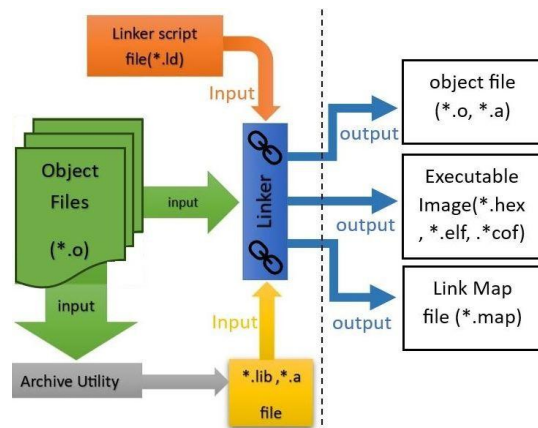 Linker script
file(*.ld)
Input
object file
(*.o, *.a)
output
Object
Files
(*.o)
input
Linker
Executable
Image(*.hex
, *.elf, .*cof)
output
input
Input
Link Map
file (*.map)
output
Archive Utility
*.lib ,*.a
file